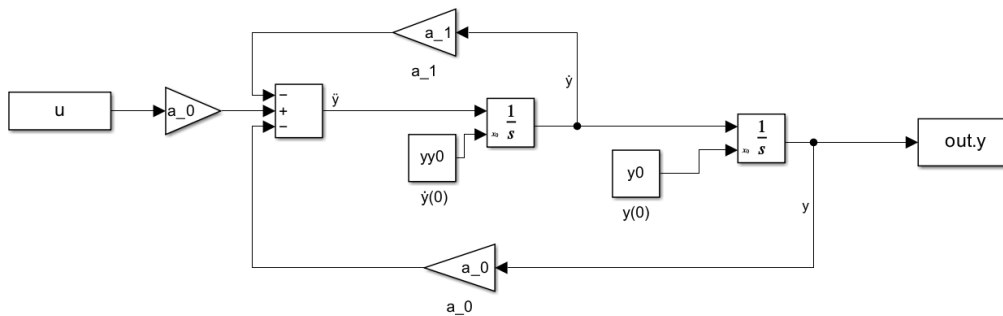 a_1
a_1
ẏ
u
a_0
−
+
−
ÿ
1
s
x₀
yy0
ẏ(0)
1
s
x₀
y0
y(0)
out.y
y
a_0
a_0